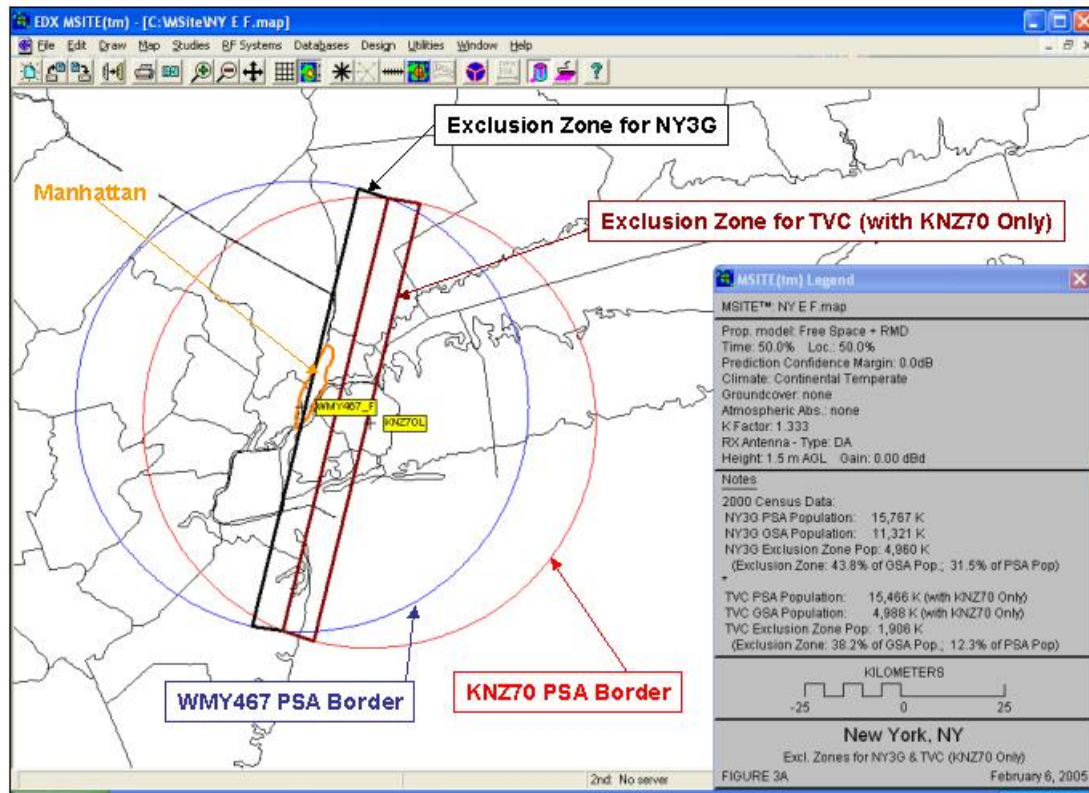 EDX MSITE(tm) - [C:\MSite\NY E F.map]
File Edit Draw Map Studies RF Systems Databases Design Utilities Window Help
Exclusion Zone for NY3G
Manhattan
Exclusion Zone for TVC (with KNZ70 Only)
WMY467_F
KNZ70L
WMY467 PSA Border
KNZ70 PSA Border
MSITE(tm) Legend
MSITE™: NY E F.map
Prop. model: Free Space + RMD
Time: 50.0% Loc.: 50.0%
Prediction Confidence Margin: 0.0dB
Climate: Continental Temperate
Groundcover: none
Atmospheric Abs.: none
K Factor: 1.333
RX Antenna - Type: DA
Height: 1.5 m AGL Gain: 0.00 dBd
Notes
2000 Census Data:
NY3G PSA Population: 15,767 K
NY3G GSA Population: 11,321 K
NY3G Exclusion Zone Pop: 4,960 K
(Exclusion Zone: 43.8% of GSA Pop.; 31.5% of PSA Pop)
*
TVC PSA Population: 15,466 K (with KNZ70 Only)
TVC GSA Population: 4,988 K (with KNZ70 Only)
TVC Exclusion Zone Pop: 1,906 K
(Exclusion Zone: 38.2% of GSA Pop.; 12.3% of PSA Pop)
KILOMETERS
-25 0 25
New York, NY
Excl. Zones for NY3G & TVC (KNZ70 Only)
FIGURE 3A February 6, 2005
2nd: No server